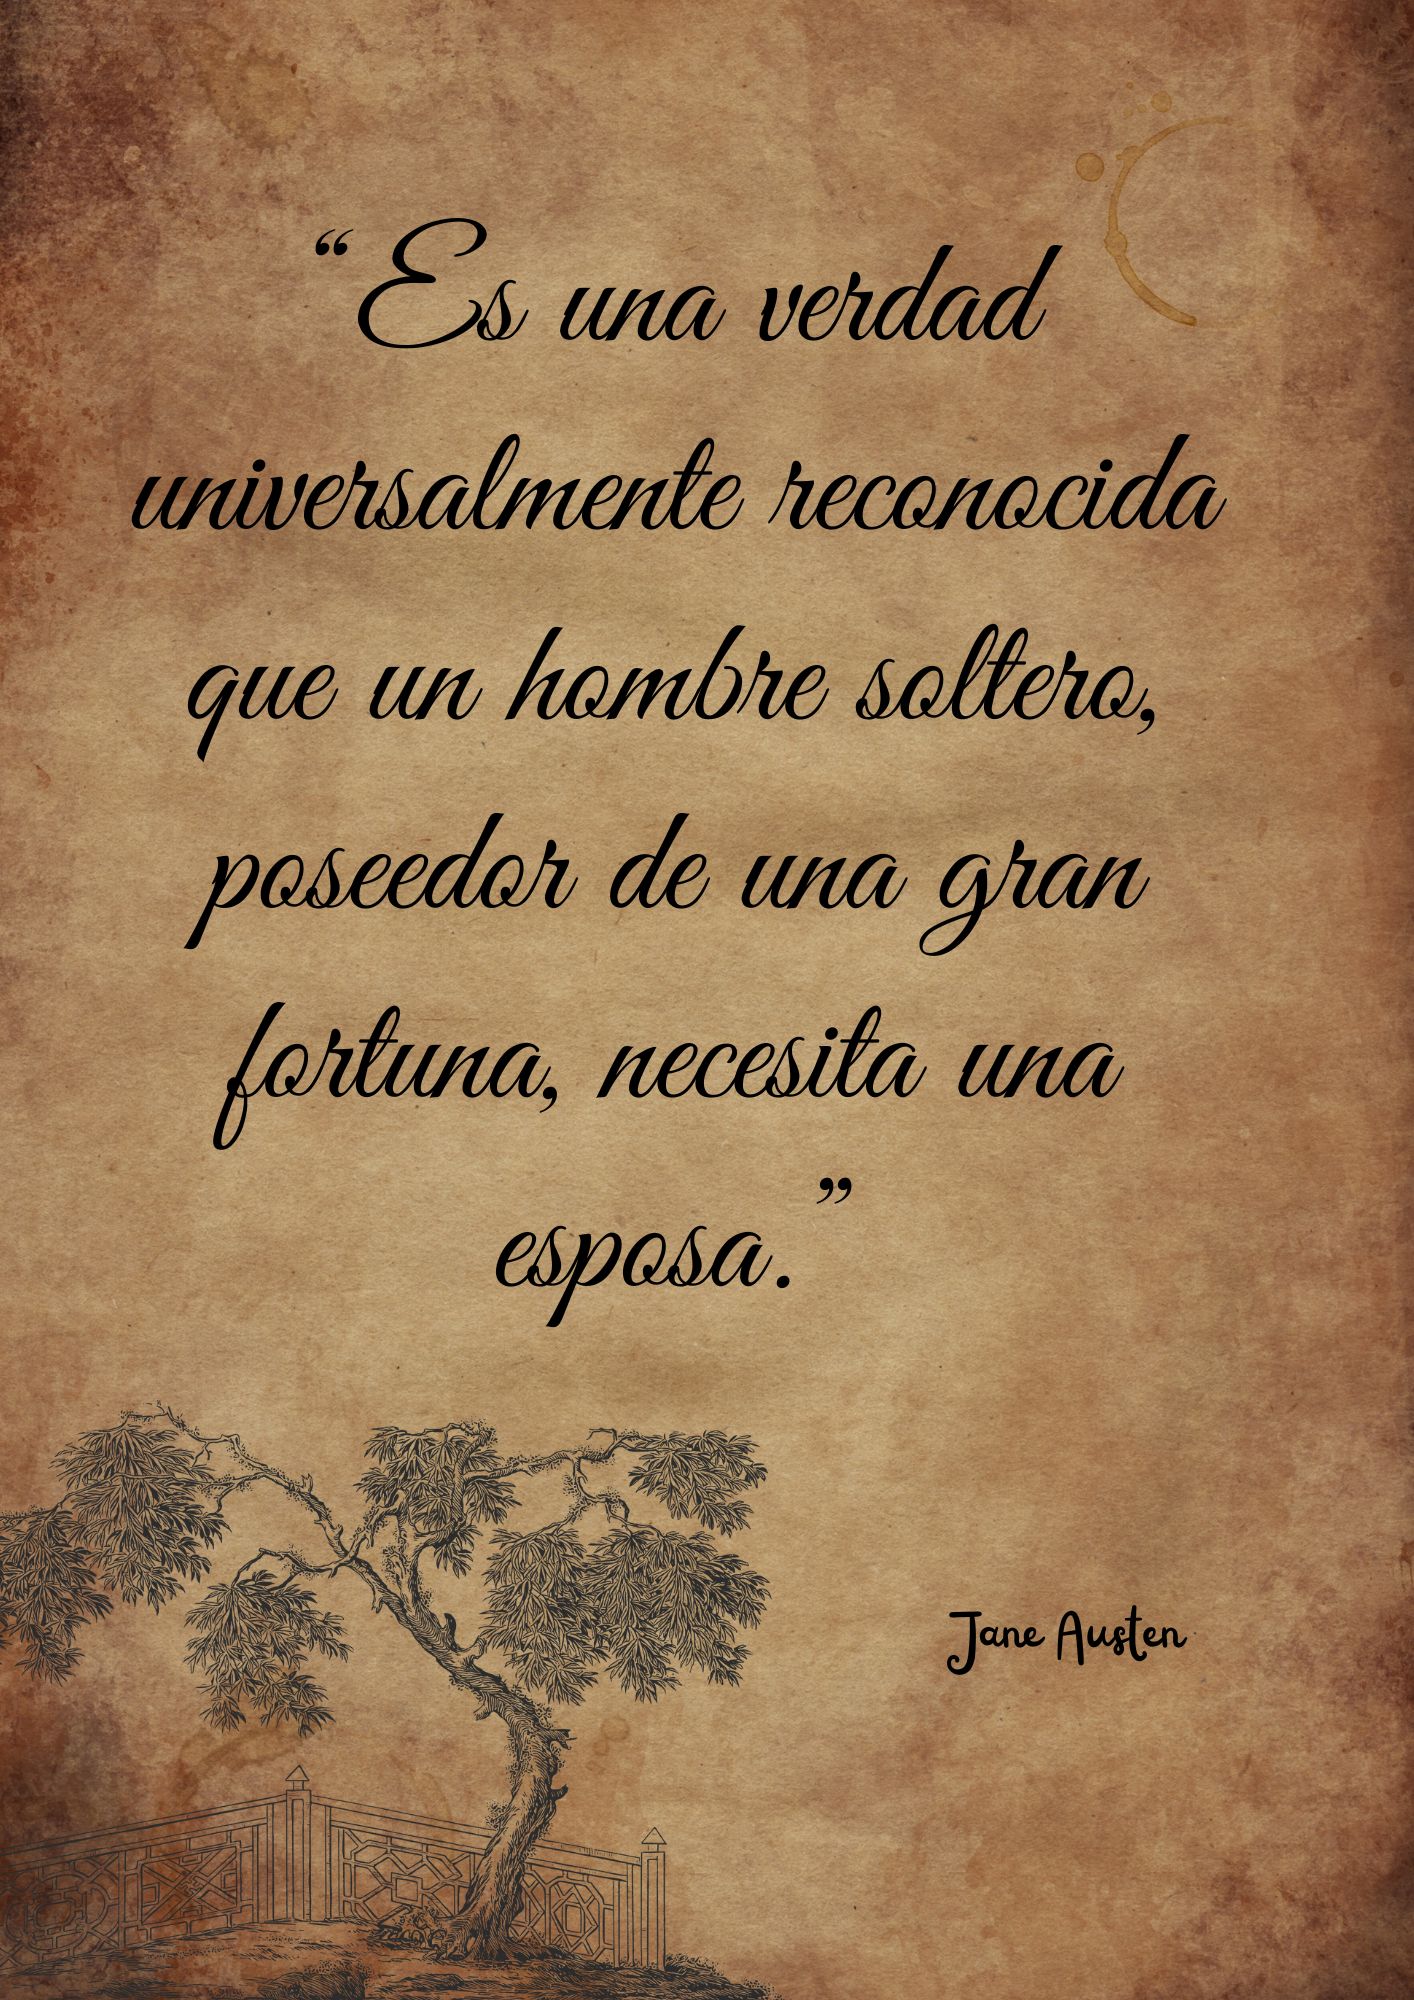 “Es una verdad
universalmente reconocida
que un hombre soltero,
poseedor de una gran
fortuna, necesita una
esposa.”
Jane Austen